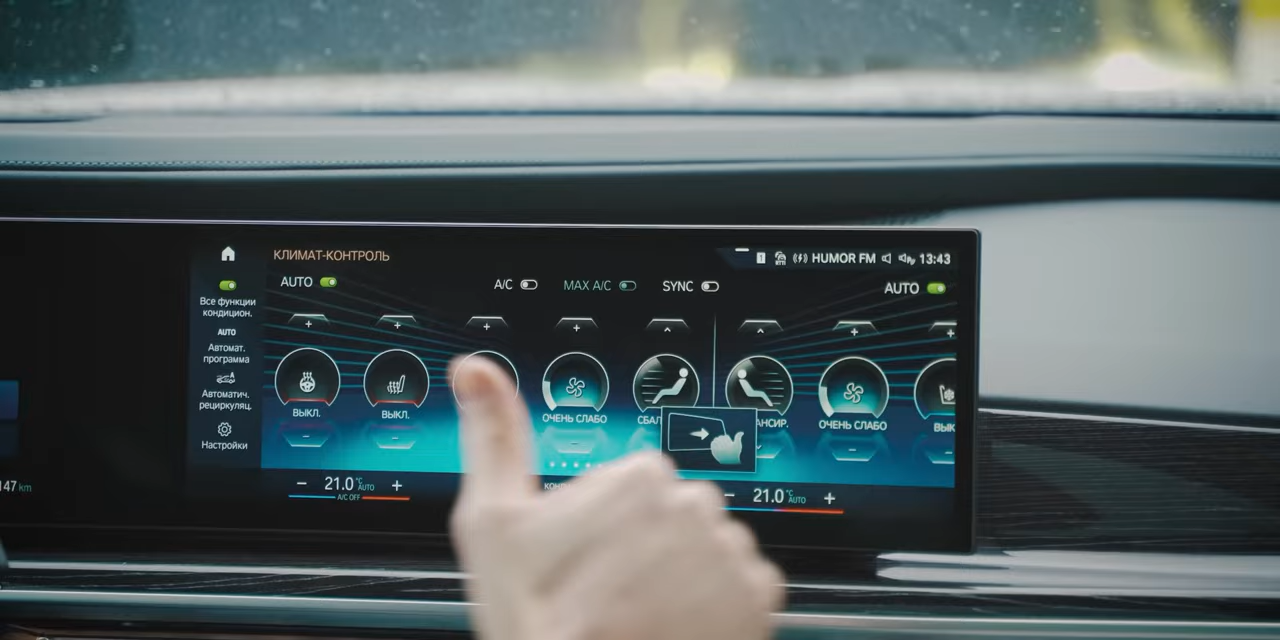 КЛИМАТ-КОНТРОЛЬ
HUMOR FM
13:43
AUTO
A/C
MAX A/C
SYNC
AUTO
Все функции
кондицион.
AUTO
Автомат.
программа
Автоматич.
рециркуляц.
Настройки
ВЫКЛ.
ВЫКЛ.
ОЧЕНЬ СЛАБО
ОЧЕНЬ СЛАБО
147 km
− 21.0 °C AUTO +
A/C OFF
− 21.0 °C AUTO +